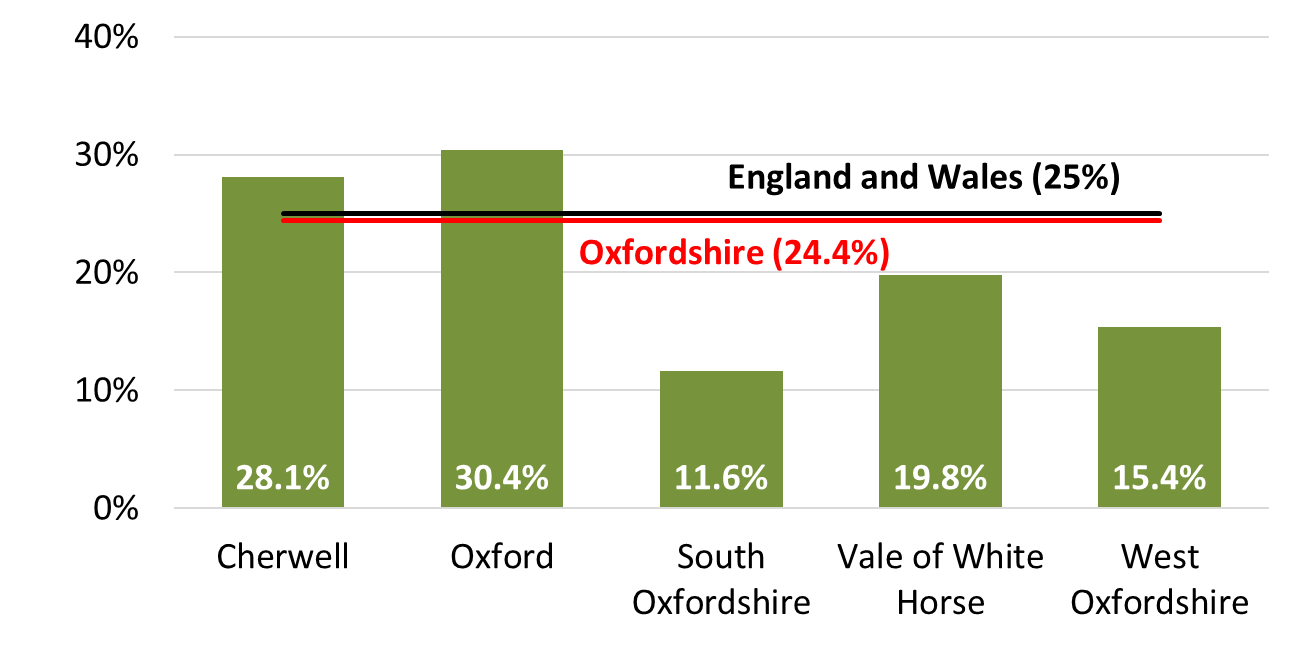 40%
30%
20%
10%
0%
England and Wales (25%)
Oxfordshire (24.4%)
28.1%
30.4%
11.6%
19.8%
15.4%
Cherwell
Oxford
South
Oxfordshire
Vale of White
Horse
West
Oxfordshire